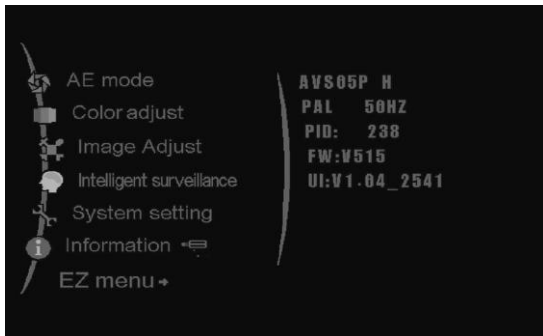 AE mode
Color adjust
Image Adjust
Intelligent surveillance
System setting
Information
EZ menu
AVS05P H
PAL 50HZ
PID: 238
FW:V515
UI:V1.04_2541